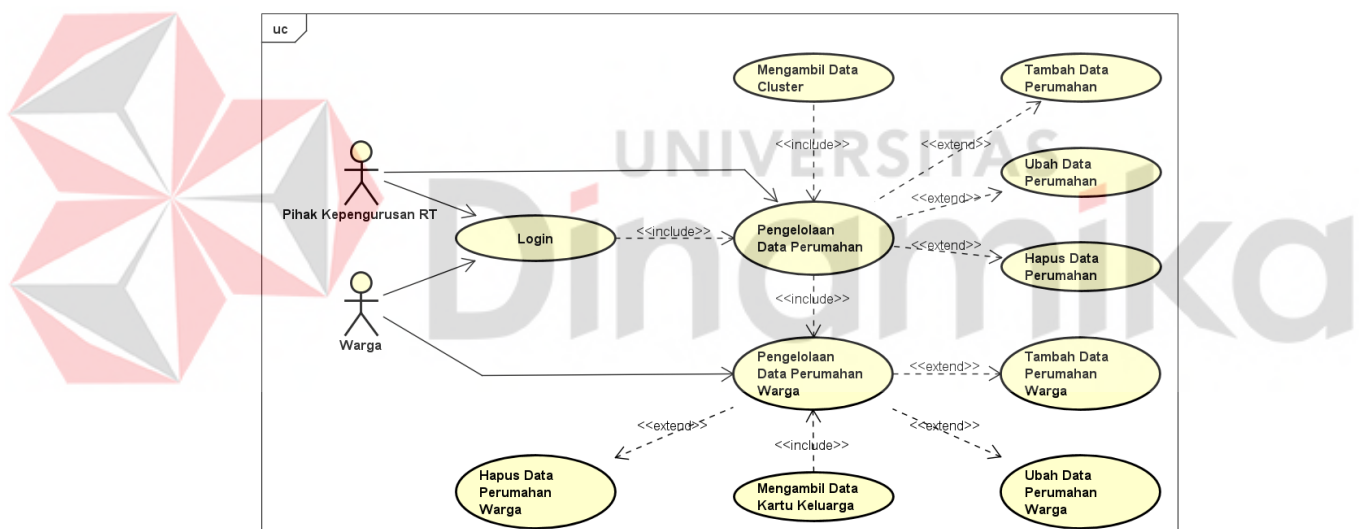 uc
Mengambil Data
Cluster
Tambah Data
Perumahan
UNIVERSITAS
Dinamika
<<include>>
<<extend>>
Ubah Data
Perumahan
<<extend>>
Pihak Kepengurusan RT
Login
<<include>>
Pengelolaan
Data Perumahan
<<extend>>
Hapus Data
Perumahan
<<include>>
Warga
Pengelolaan
Data Perumahan
Warga
<<extend>>
Tambah Data
Perumahan
Warga
<<extend>>
<<include>>
<<extend>>
Hapus Data
Perumahan
Warga
Mengambil Data
Kartu Keluarga
Ubah Data
Perumahan
Warga